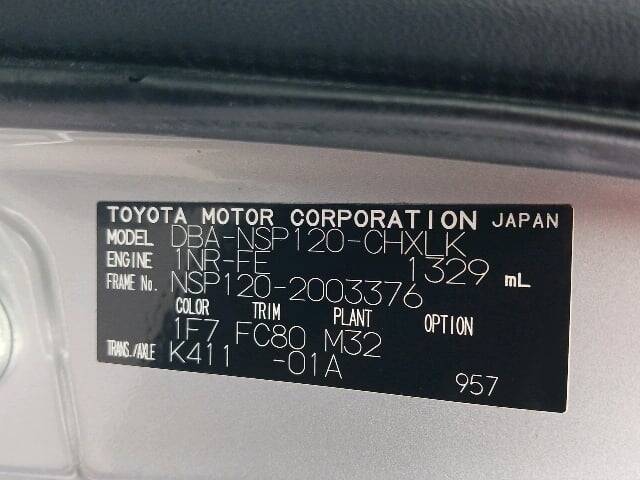 TOYOTA MOTOR CORPORATION JAPAN
MODEL DBA-NSP120-CHXLK
ENGINE 1NR-FE 1329 mL
FRAME No. NSP120-2003376
COLOR TRIM PLANT OPTION
1F7 FC80 M32
TRANS./AXLE K411 -01A
957